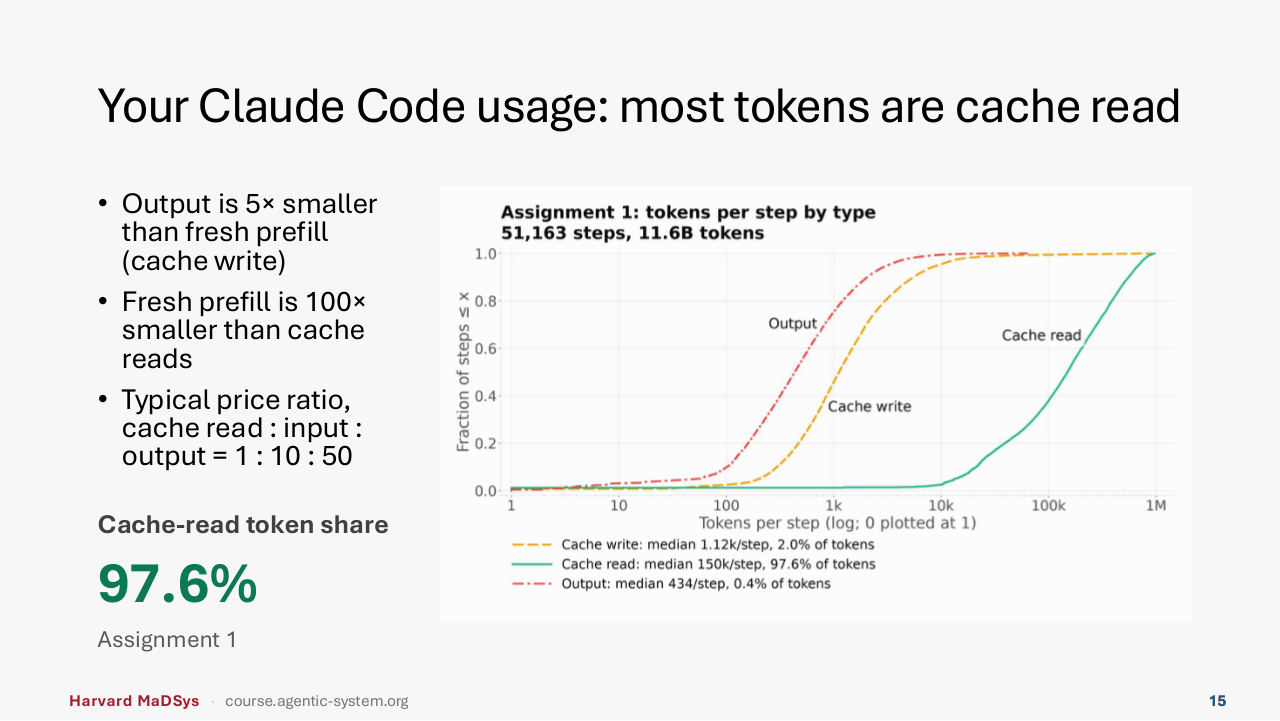 Your Claude Code usage: most tokens are cache read
• Output is 5× smaller
than fresh prefill
(cache write)
• Fresh prefill is 100×
smaller than cache
reads
• Typical price ratio,
cache read : input :
output = 1 : 10 : 50
Cache-read token share
97.6%
Assignment 1
Assignment 1: tokens per step by type
51,163 steps, 11.6B tokens
Fraction of steps ≤ x
1.0
0.8
0.6
0.4
0.2
0.0
Output
Cache write
Cache read
1 10 100 1k 10k 100k 1M
Tokens per step (log; 0 plotted at 1)
Cache write: median 1.12k/step, 2.0% of tokens
Cache read: median 150k/step, 97.6% of tokens
Output: median 434/step, 0.4% of tokens
Harvard MaDSys · course.agentic-system.org
15